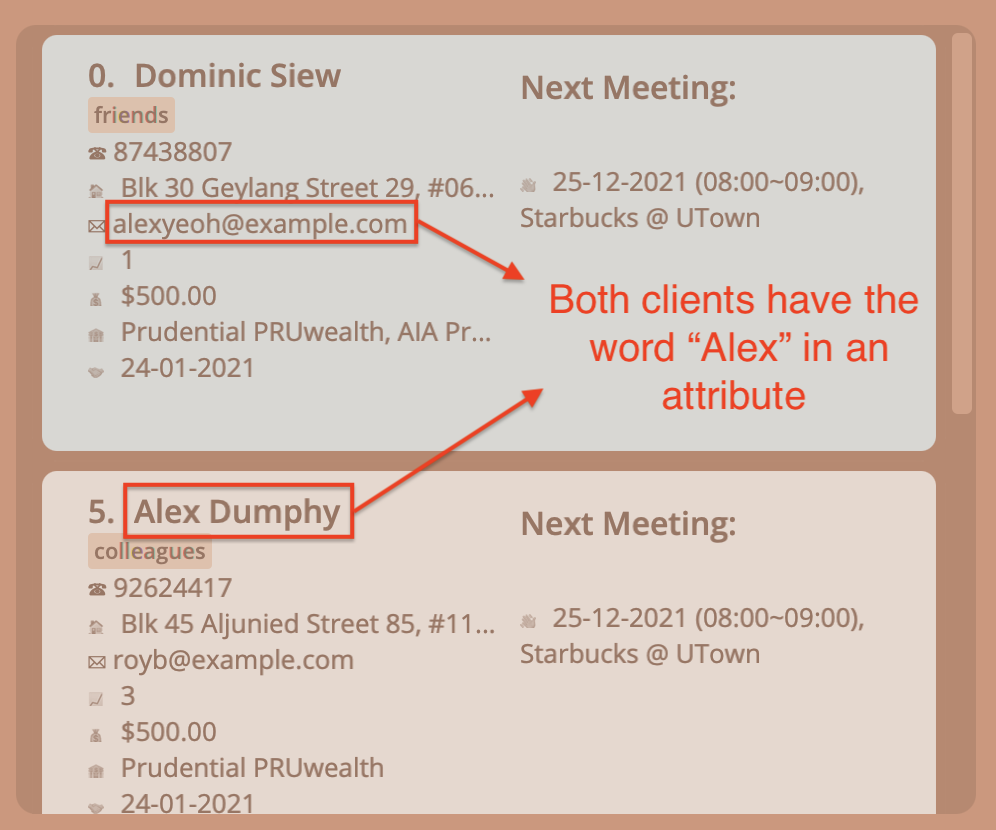 0. Dominic Siew
friends
87438807
Blk 30 Geylang Street 29, #06...
alexyeoh@example.com
1
$500.00
Prudential PRUwealth, AIA Pr...
24-01-2021
Next Meeting:
25-12-2021 (08:00~09:00),
Starbucks @ UTown
Both clients have the
word “Alex” in an
attribute
5. Alex Dumphy
colleagues
92624417
Blk 45 Aljunied Street 85, #11...
royb@example.com
3
$500.00
Prudential PRUwealth
24-01-2021
Next Meeting:
25-12-2021 (08:00~09:00),
Starbucks @ UTown